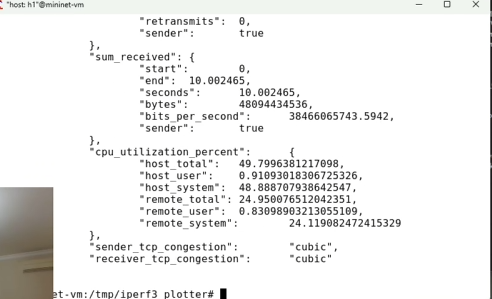 "host: h1"@mininet-vm
"retransmits": 0,
"sender": true
},
"sum_received": {
"start": 0,
"end": 10.002465,
"seconds": 10.002465,
"bytes": 48094434536,
"bits_per_second": 38466065743.5942,
"sender": true
},
"cpu_utilization_percent": {
"host_total": 49.7996381217098,
"host_user": 0.91093018306725326,
"host_system": 48.888707938642547,
"remote_total": 24.950076512042351,
"remote_user": 0.83098903213055109,
"remote_system": 24.119082472415329
},
"sender_tcp_congestion": "cubic",
"receiver_tcp_congestion": "cubic"
et-vm:/tmp/iperf3_plotter#